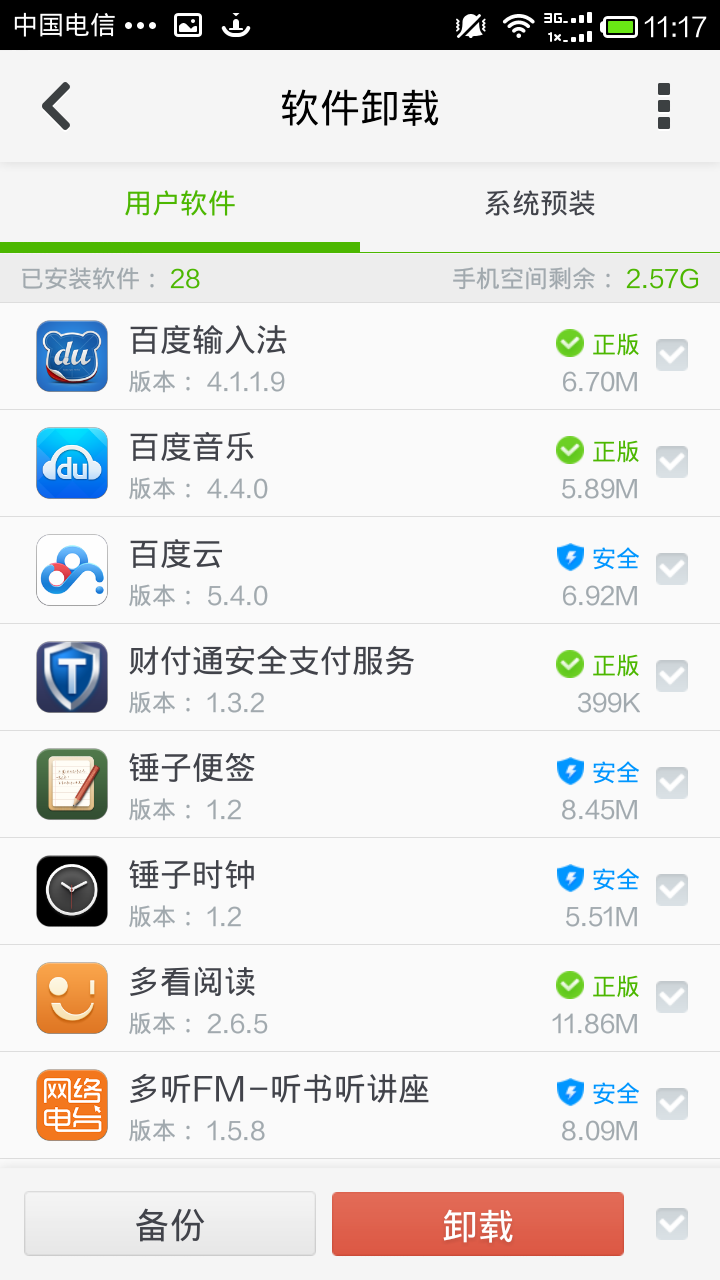 中国电信 ••• 3G 1x 11:17
软件卸载
用户软件 系统预装
已安装软件： 28 手机空间剩余： 2.57G
du 百度输入法 正版
版本： 4.1.1.9 6.70M
du 百度音乐 正版
版本： 4.4.0 5.89M
百度云 安全
版本： 5.4.0 6.92M
T 财付通安全支付服务 正版
版本： 1.3.2 399K
锤子便签 安全
版本： 1.2 8.45M
锤子时钟 安全
版本： 1.2 5.51M
多看阅读 正版
版本： 2.6.5 11.86M
网络 多听FM-听书听讲座 安全
电台 版本： 1.5.8 8.09M
备份 卸载